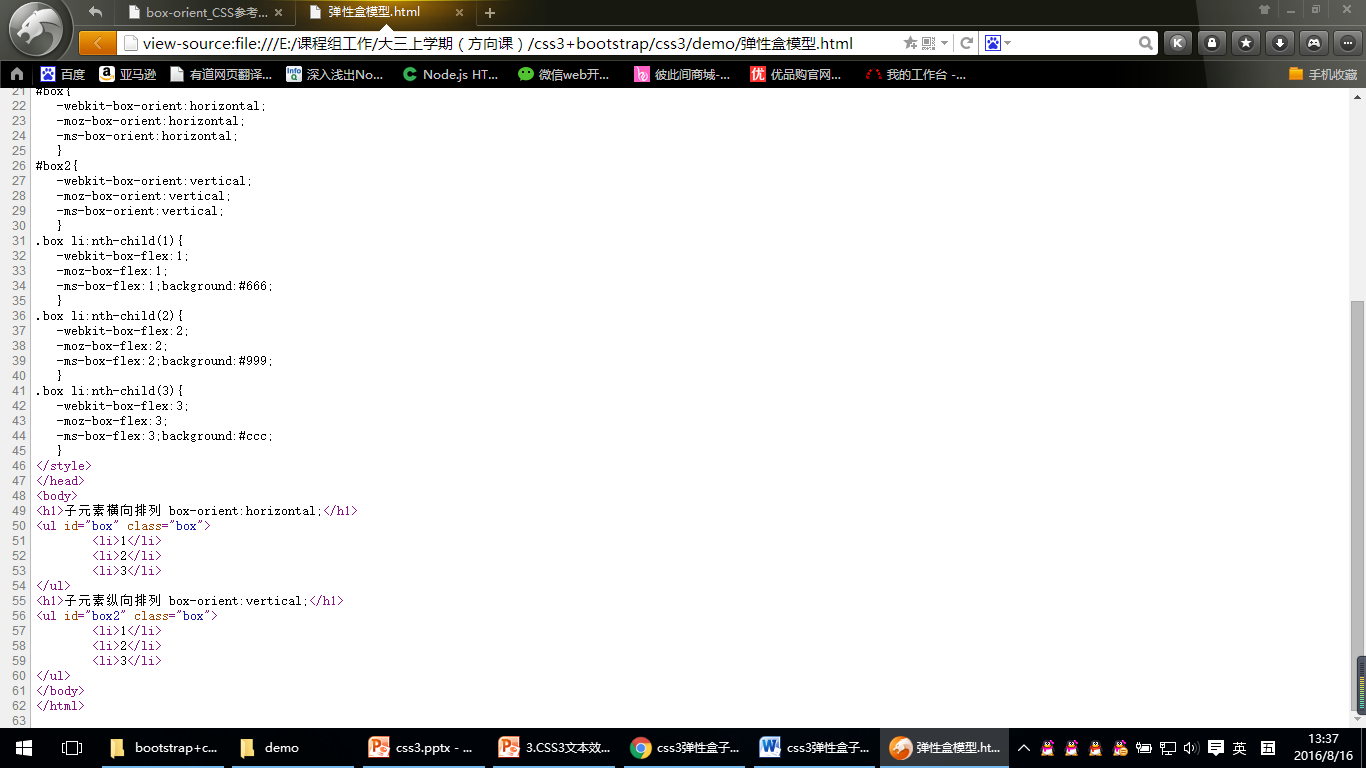 box-orient_CSS参考...
弹性盒模型.html
view-source:file:///E:/课程组工作/大三上学期（方向课）/css3+bootstrap/css3/demo/弹性盒模型.html
百度 亚马逊 有道网页翻译... 深入浅出No... Node.js HT... 微信web开... 彼此间商城-... 优品购官网... 我的工作台 -... 手机收藏
21 #box{
22 -webkit-box-orient:horizontal;
23 -moz-box-orient:horizontal;
24 -ms-box-orient:horizontal;
25 }
26 #box2{
27 -webkit-box-orient:vertical;
28 -moz-box-orient:vertical;
29 -ms-box-orient:vertical;
30 }
31 .box li:nth-child(1){
32 -webkit-box-flex:1;
33 -moz-box-flex:1;
34 -ms-box-flex:1;background:#666;
35 }
36 .box li:nth-child(2){
37 -webkit-box-flex:2;
38 -moz-box-flex:2;
39 -ms-box-flex:2;background:#999;
40 }
41 .box li:nth-child(3){
42 -webkit-box-flex:3;
43 -moz-box-flex:3;
44 -ms-box-flex:3;background:#ccc;
45 }
46 </style>
47 </head>
48 <body>
49 <h1>子元素横向排列 box-orient:horizontal;</h1>
50 <ul id="box" class="box">
51 <li>1</li>
52 <li>2</li>
53 <li>3</li>
54 </ul>
55 <h1>子元素纵向排列 box-orient:vertical;</h1>
56 <ul id="box2" class="box">
57 <li>1</li>
58 <li>2</li>
59 <li>3</li>
60 </ul>
61 </body>
62 </html>
63
bootstrap+c... demo css3.pptx - ... 3.CSS3文本效... css3弹性盒子... css3弹性盒子... 弹性盒模型.ht... 英 五 13:37
2016/8/16